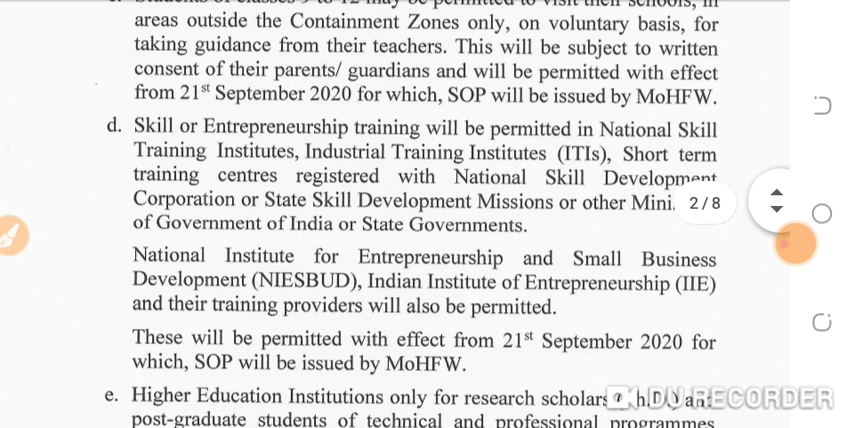 areas outside the Containment Zones only, on voluntary basis, for
taking guidance from their teachers. This will be subject to written
consent of their parents/ guardians and will be permitted with effect
from 21st September 2020 for which, SOP will be issued by MoHFW.
d. Skill or Entrepreneurship training will be permitted in National Skill
Training Institutes, Industrial Training Institutes (ITIs), Short term
training centres registered with National Skill Development
Corporation or State Skill Development Missions or other Mini
2/8
of Government of India or State Governments.
National Institute for Entrepreneurship and Small Business
Development (NIESBUD), Indian Institute of Entrepreneurship (IIE)
and their training providers will also be permitted.
These will be permitted with effect from 21st September 2020 for
which, SOP will be issued by MoHFW.
e. Higher Education Institutions only for research scholars
DU RECORDER
post-graduate students of technical and professional programmes